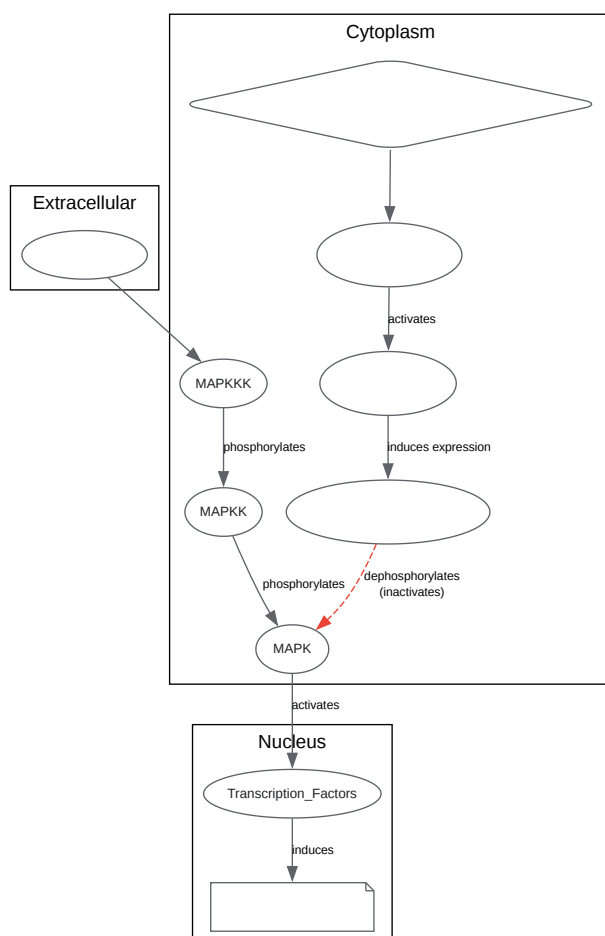 Cytoplasm
Extracellular
activates
MAPKKK
phosphorylates
induces expression
MAPKK
phosphorylates
dephosphorylates
(inactivates)
MAPK
activates
Nucleus
Transcription_Factors
induces